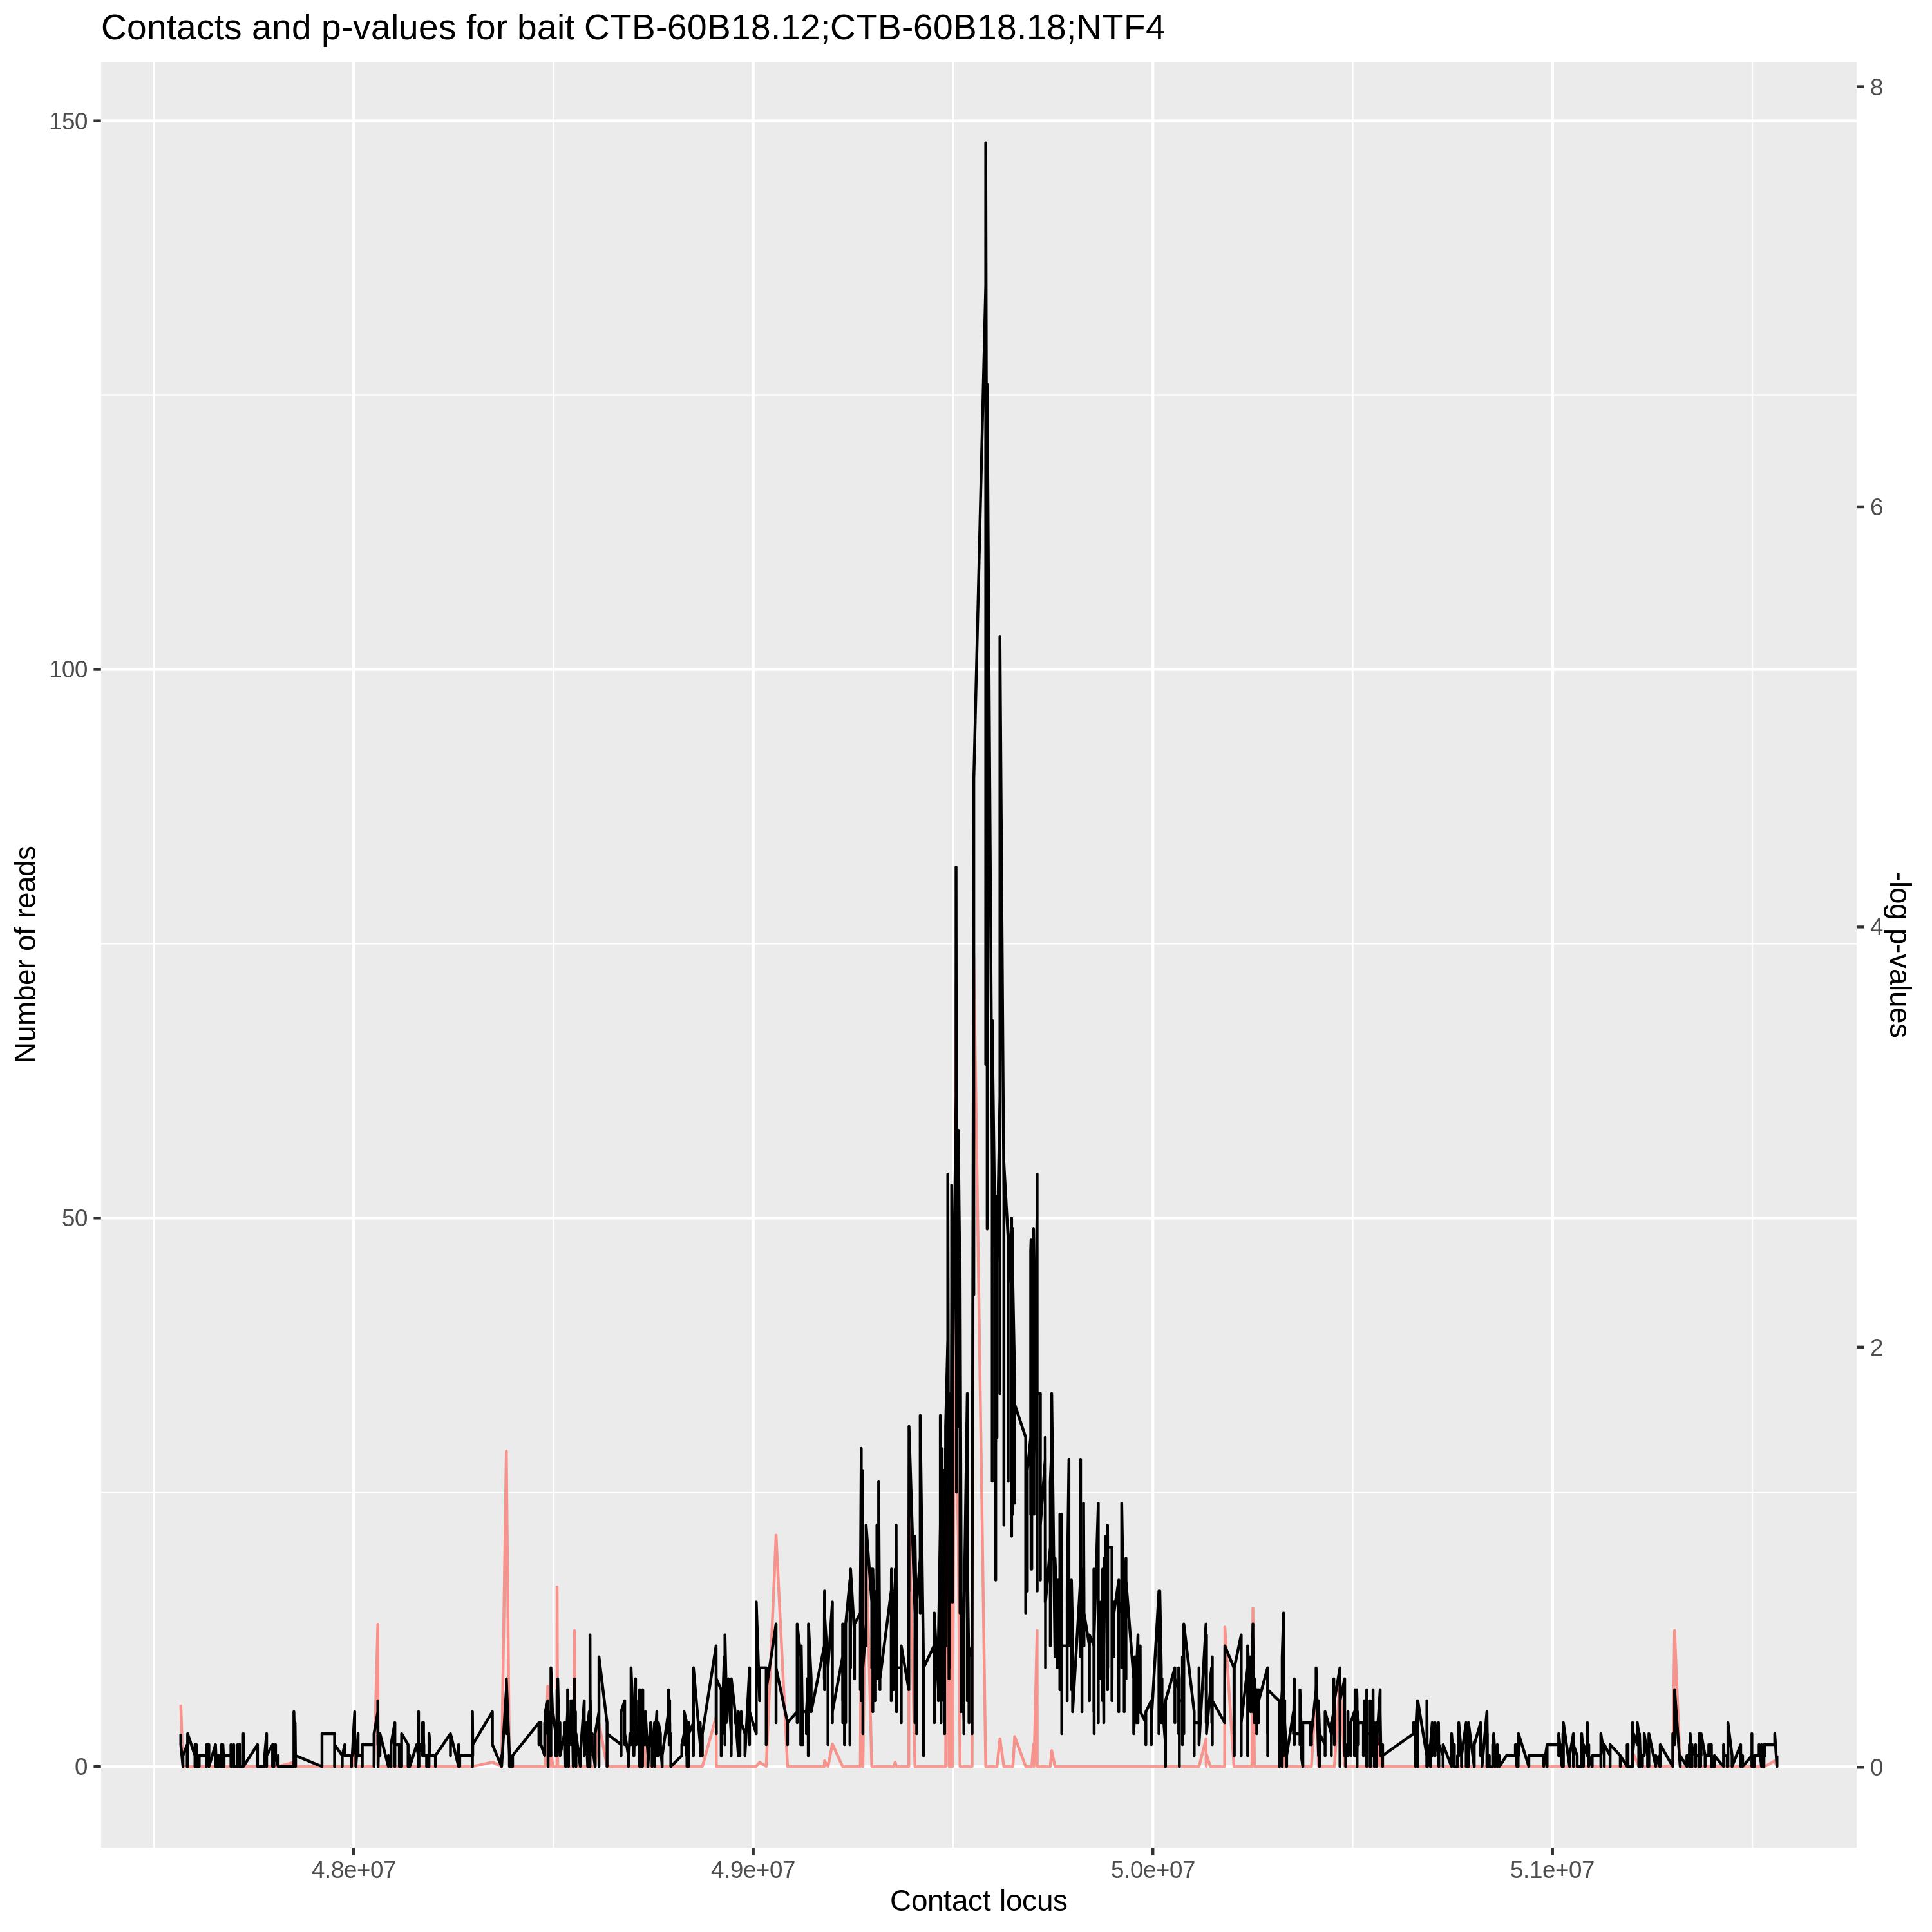 Contacts and p-values for bait CTB-60B18.12;CTB-60B18.18;NTF4
150
100
50
0
Number of reads
8
6
4
2
0
-log p-values
4.8e+07
4.9e+07
5.0e+07
5.1e+07
Contact locus